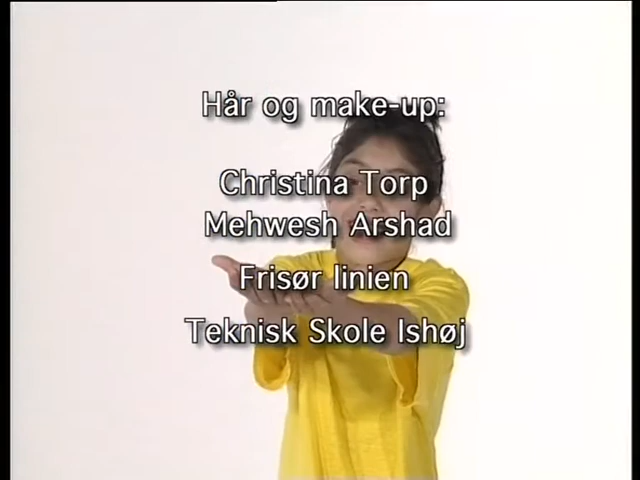 Hår og make-up:
Christina Torp
Mehwesh Arshad
Frisør linien
Teknisk Skole Ishøj